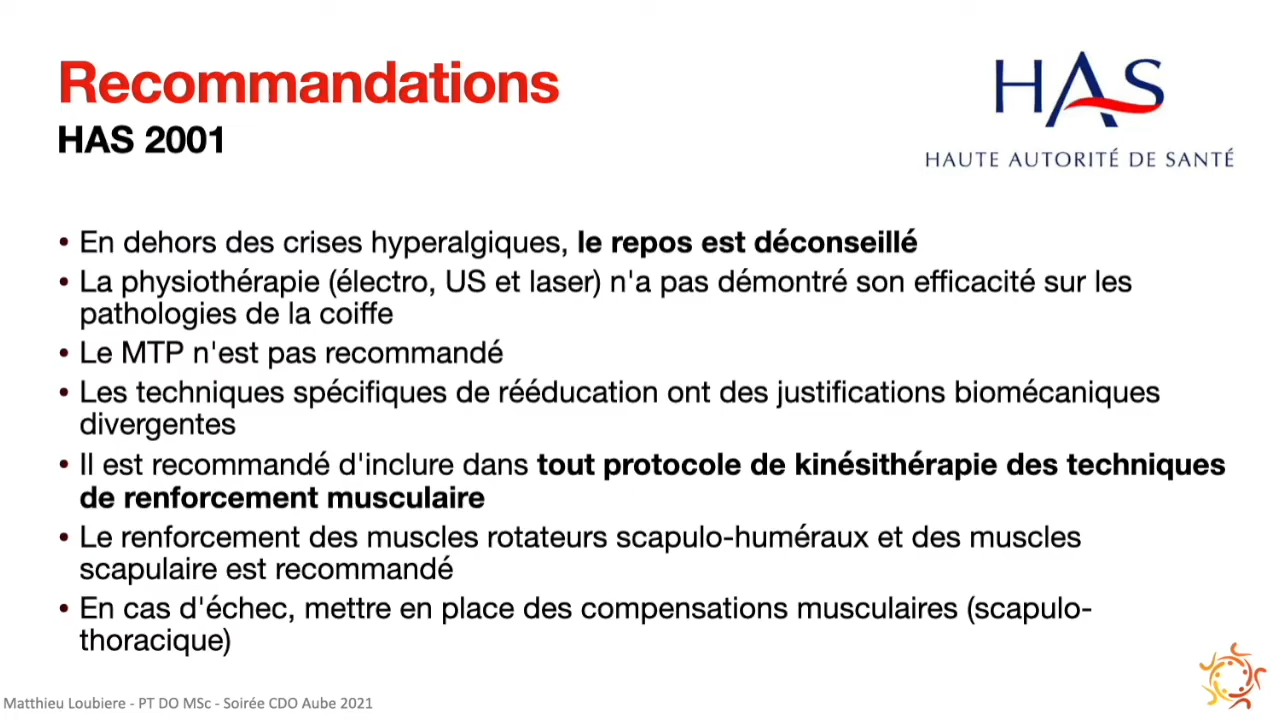 Recommandations
HAS 2001
HAS
HAUTE AUTORITÉ DE SANTÉ
• En dehors des crises hyperalgiques, le repos est déconseillé
• La physiothérapie (électro, US et laser) n'a pas démontré son efficacité sur les
pathologies de la coiffe
• Le MTP n'est pas recommandé
• Les techniques spécifiques de rééducation ont des justifications biomécaniques
divergentes
• Il est recommandé d'inclure dans tout protocole de kinésithérapie des techniques
de renforcement musculaire
• Le renforcement des muscles rotateurs scapulo-huméraux et des muscles
scapulaire est recommandé
• En cas d'échec, mettre en place des compensations musculaires (scapulo-
thoracique)
Matthieu Loubiere - PT DO MSc - Soirée CDO Aube 2021